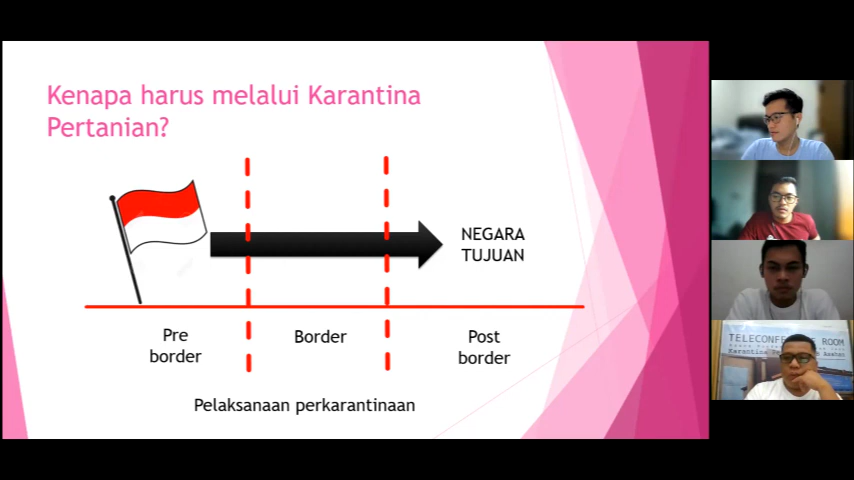 Kenapa harus melalui Karantina
Pertanian?
NEGARA
TUJUAN
Pre
border
Border
Post
border
Pelaksanaan perkarantinaan
TELECONFERENCE ROOM
Karantina